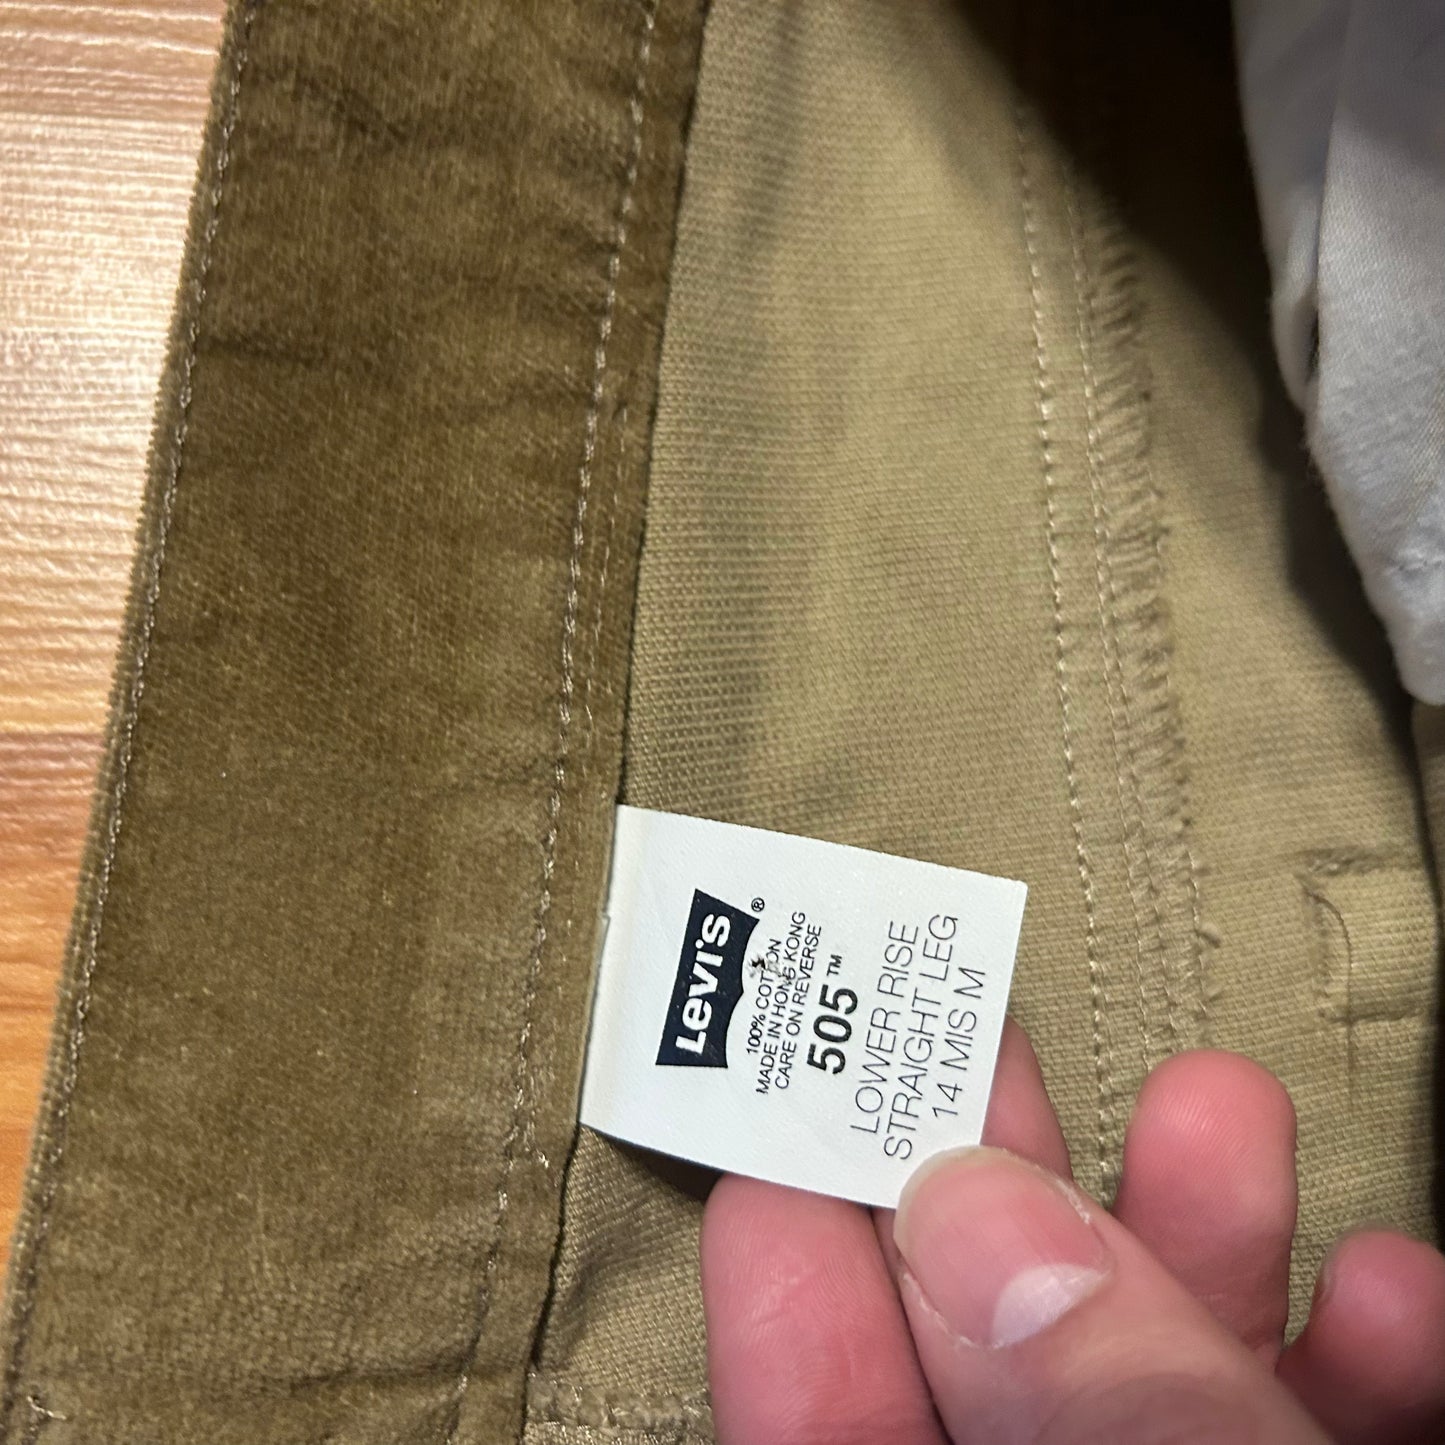 Levi's®
100% COTTON
MADE IN HONG KONG
CARE ON REVERSE
505™
LOWER RISE
STRAIGHT LEG
14 MIS M